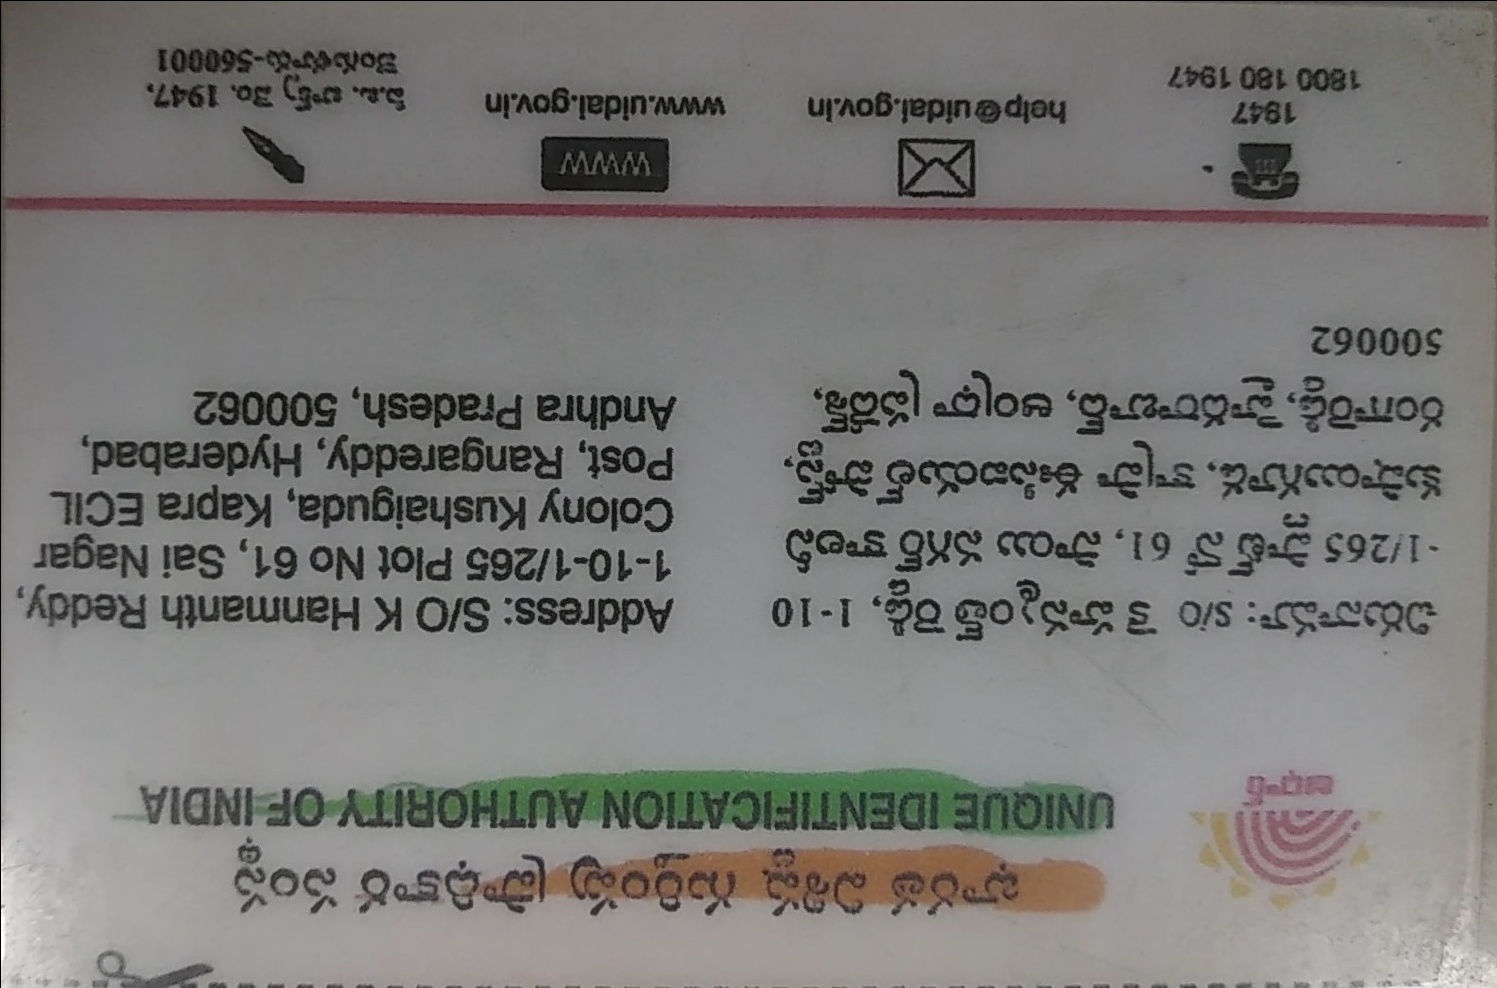 భారత విశిష్ట గుర్తింపు ప్రాధికార సంస్థ
UNIQUE IDENTIFICATION AUTHORITY OF INDIA
ఆధార్
చిరునామా: S/O కె హన్మంత్ రెడ్డి, 1-10
-1/265 ప్లాట్ నో 61, సాయి నగర్ కాలనీ
కుషాయిగూడ, కాప్రా ఈసిఐయల్ పోస్ట్,
రంగారెడ్డి, హైదరాబాద్, ఆంధ్రా ప్రదేశ్,
500062
Address: S/O K Hanmanth Reddy,
1-10-1/265 Plot No 61, Sai Nagar
Colony Kushaiguda, Kapra ECIL
Post, Rangareddy, Hyderabad,
Andhra Pradesh, 500062
1947
1800 180 1947
help@uidai.gov.in
WWW
www.uidai.gov.in
పి.బి. బాక్స్ నెం. 1947,
బెంగుళూరు-560001